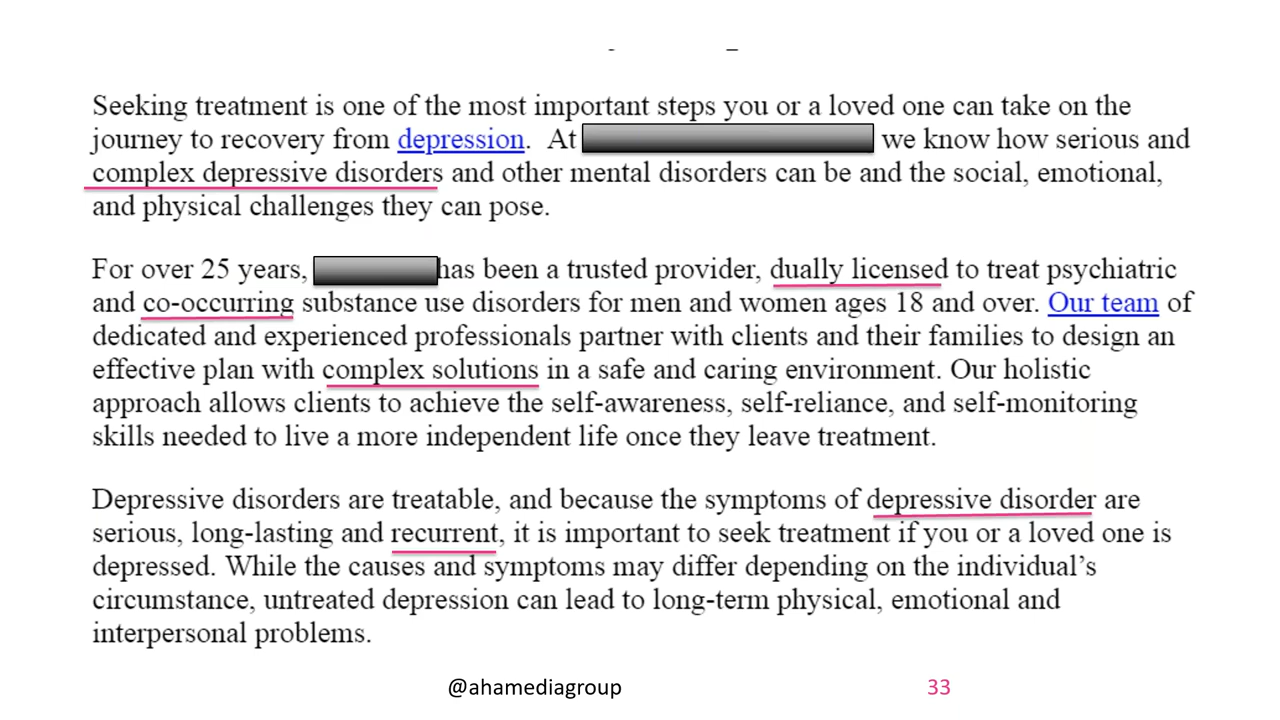 Seeking treatment is one of the most important steps you or a loved one can take on the
journey to recovery from depression. At we know how serious and
complex depressive disorders and other mental disorders can be and the social, emotional,
and physical challenges they can pose.
For over 25 years, has been a trusted provider, dually licensed to treat psychiatric
and co-occurring substance use disorders for men and women ages 18 and over. Our team of
dedicated and experienced professionals partner with clients and their families to design an
effective plan with complex solutions in a safe and caring environment. Our holistic
approach allows clients to achieve the self-awareness, self-reliance, and self-monitoring
skills needed to live a more independent life once they leave treatment.
Depressive disorders are treatable, and because the symptoms of depressive disorder are
serious, long-lasting and recurrent, it is important to seek treatment if you or a loved one is
depressed. While the causes and symptoms may differ depending on the individual’s
circumstance, untreated depression can lead to long-term physical, emotional and
interpersonal problems.
@ahamediagroup
33